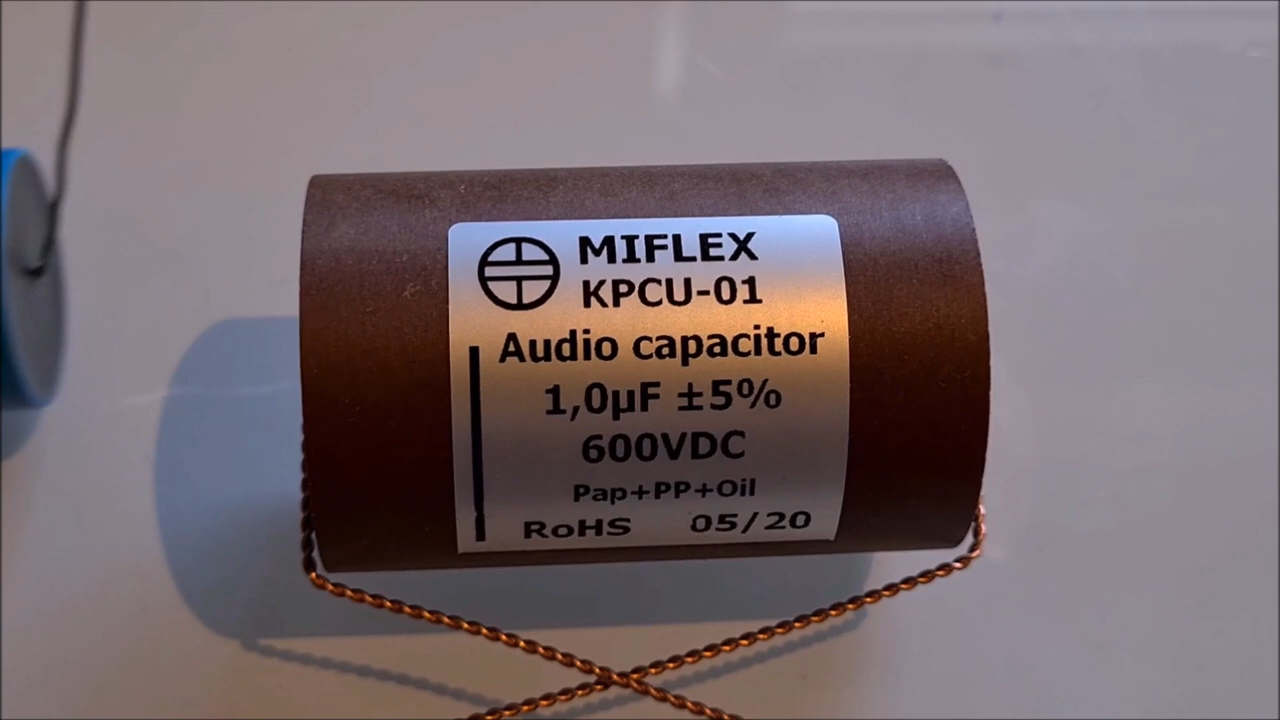 MIFLEX
KPCU-01
Audio capacitor
1,0µF ±5%
600VDC
Pap+PP+Oil
RoHS 05/20